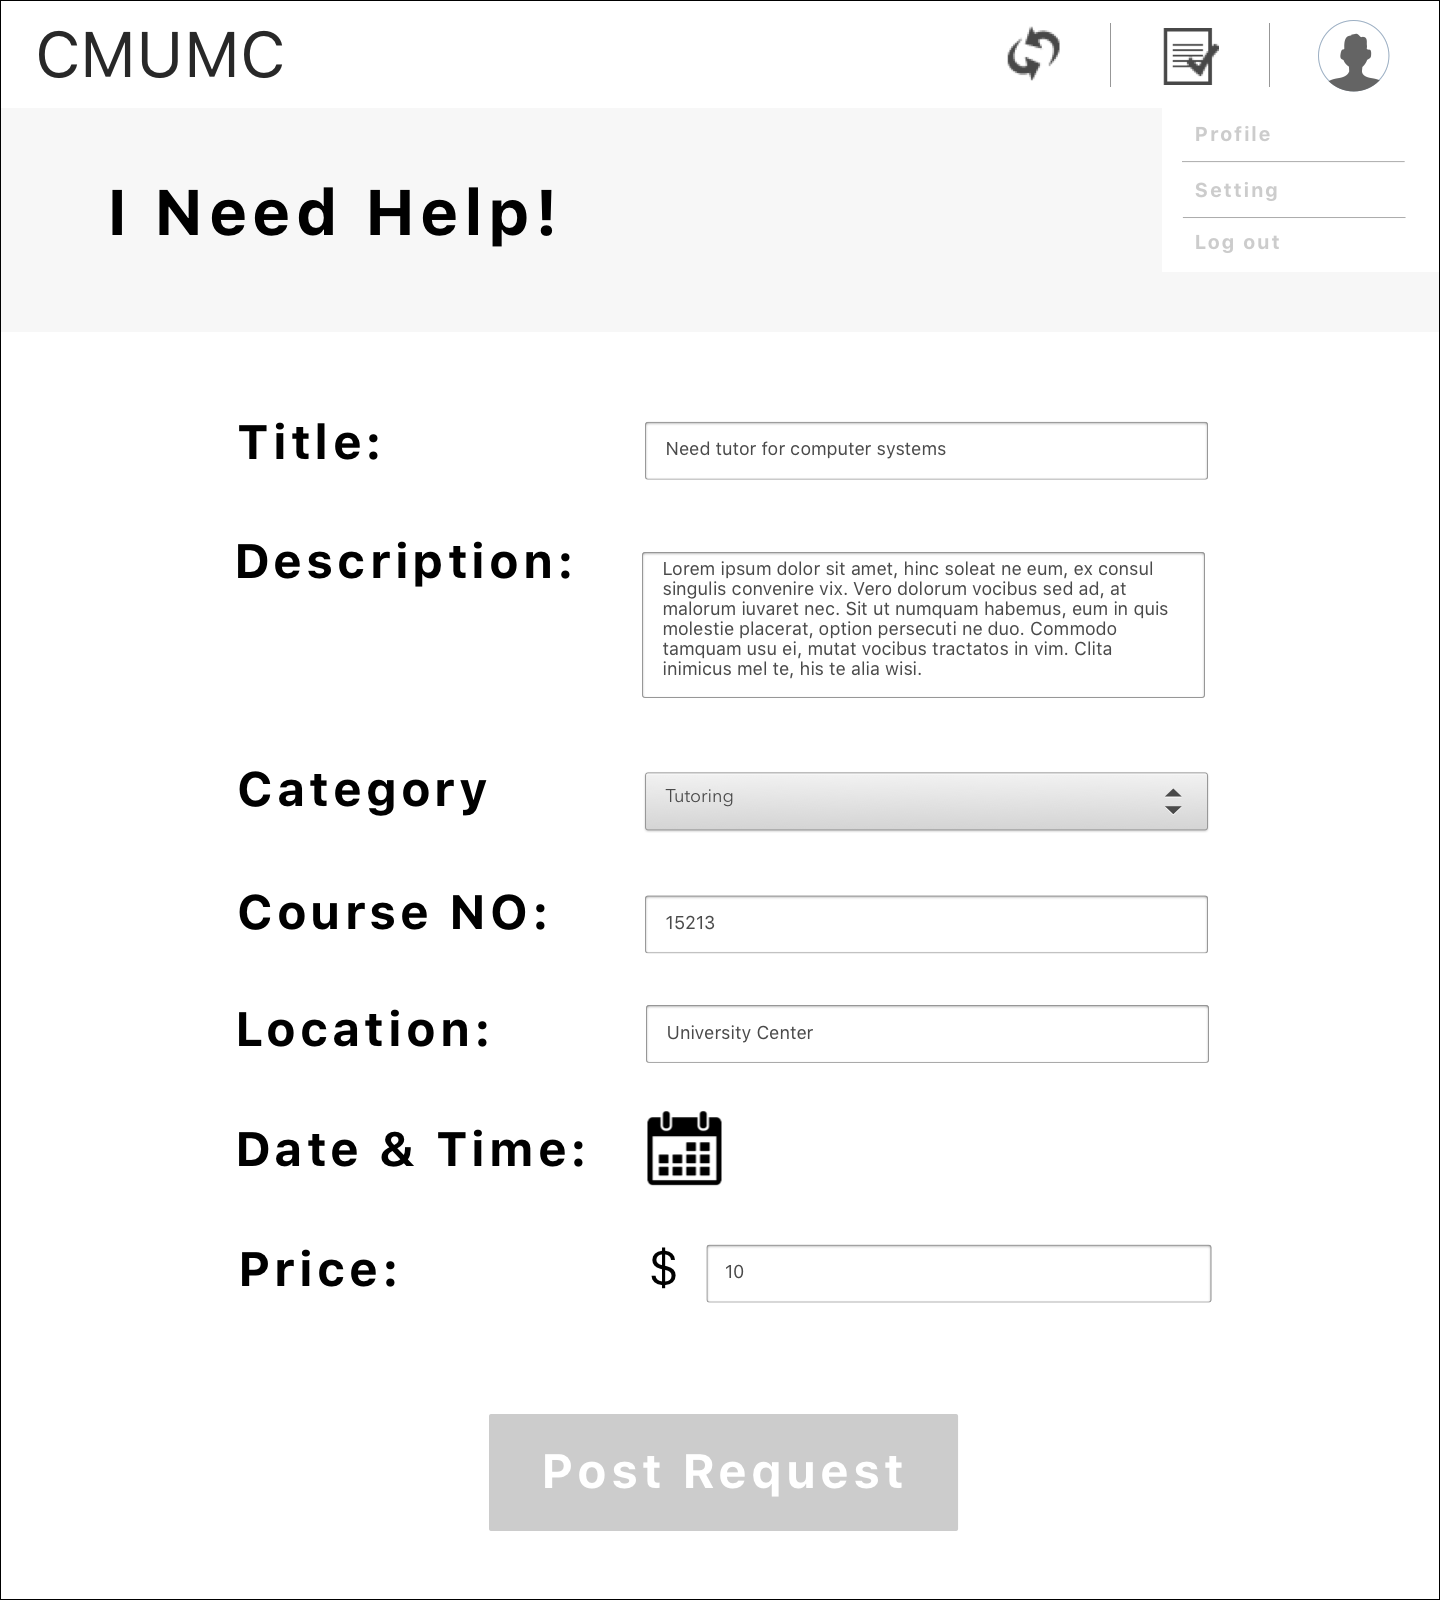 CMUMC
Profile
Setting
Log out
I Need Help!
Title:
Need tutor for computer systems
Description:
Lorem ipsum dolor sit amet, hinc soleat ne eum, ex consul
singulis convenire vix. Vero dolorum vocibus sed ad, at
malorum iuvaret nec. Sit ut numquam habemus, eum in quis
molestie placerat, option persecuti ne duo. Commodo
tamquam usu ei, mutat vocibus tractatos in vim. Clita
inimicus mel te, his te alia wisi.
Category
Tutoring
Course NO:
15213
Location:
University Center
Date & Time:
Price:
$ 10
Post Request